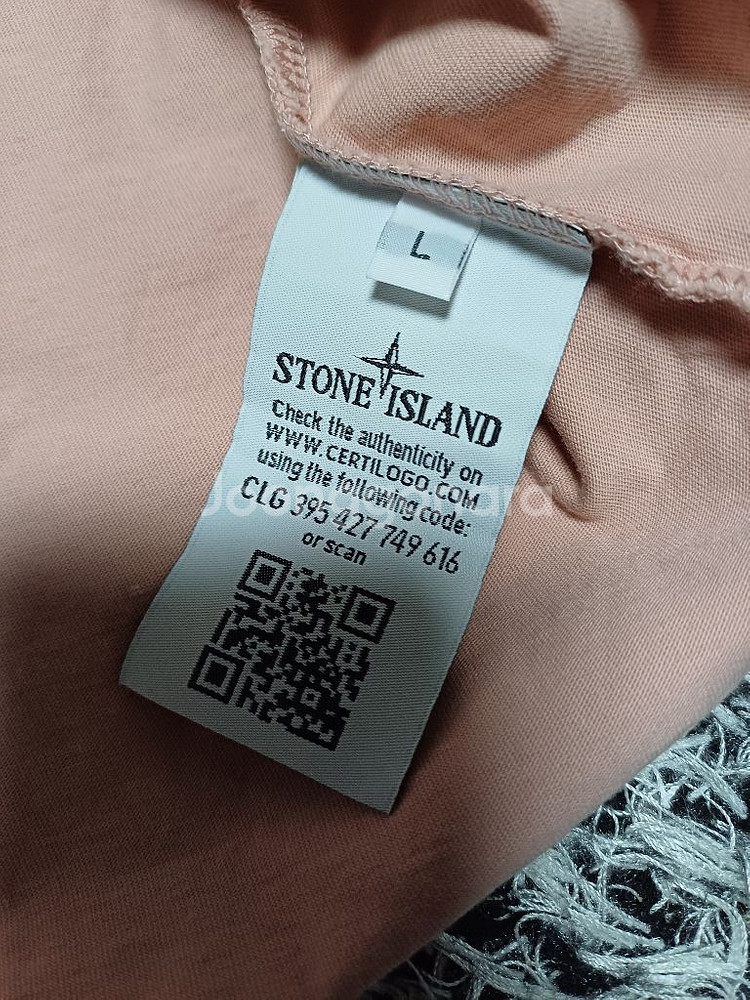 L
STONE ISLAND
Check the authenticity on
WWW.CERTILOGO.COM
using the following code:
Joonggonara
CLG 395 427 749 616
or scan